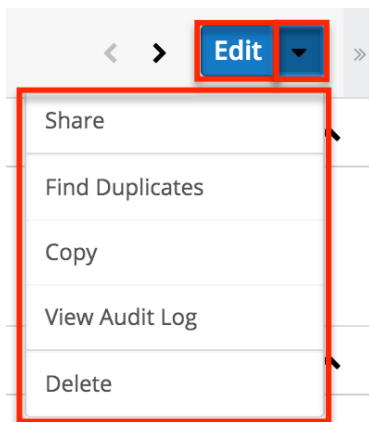 Edit
Share
Find Duplicates
Copy
View Audit Log
Delete